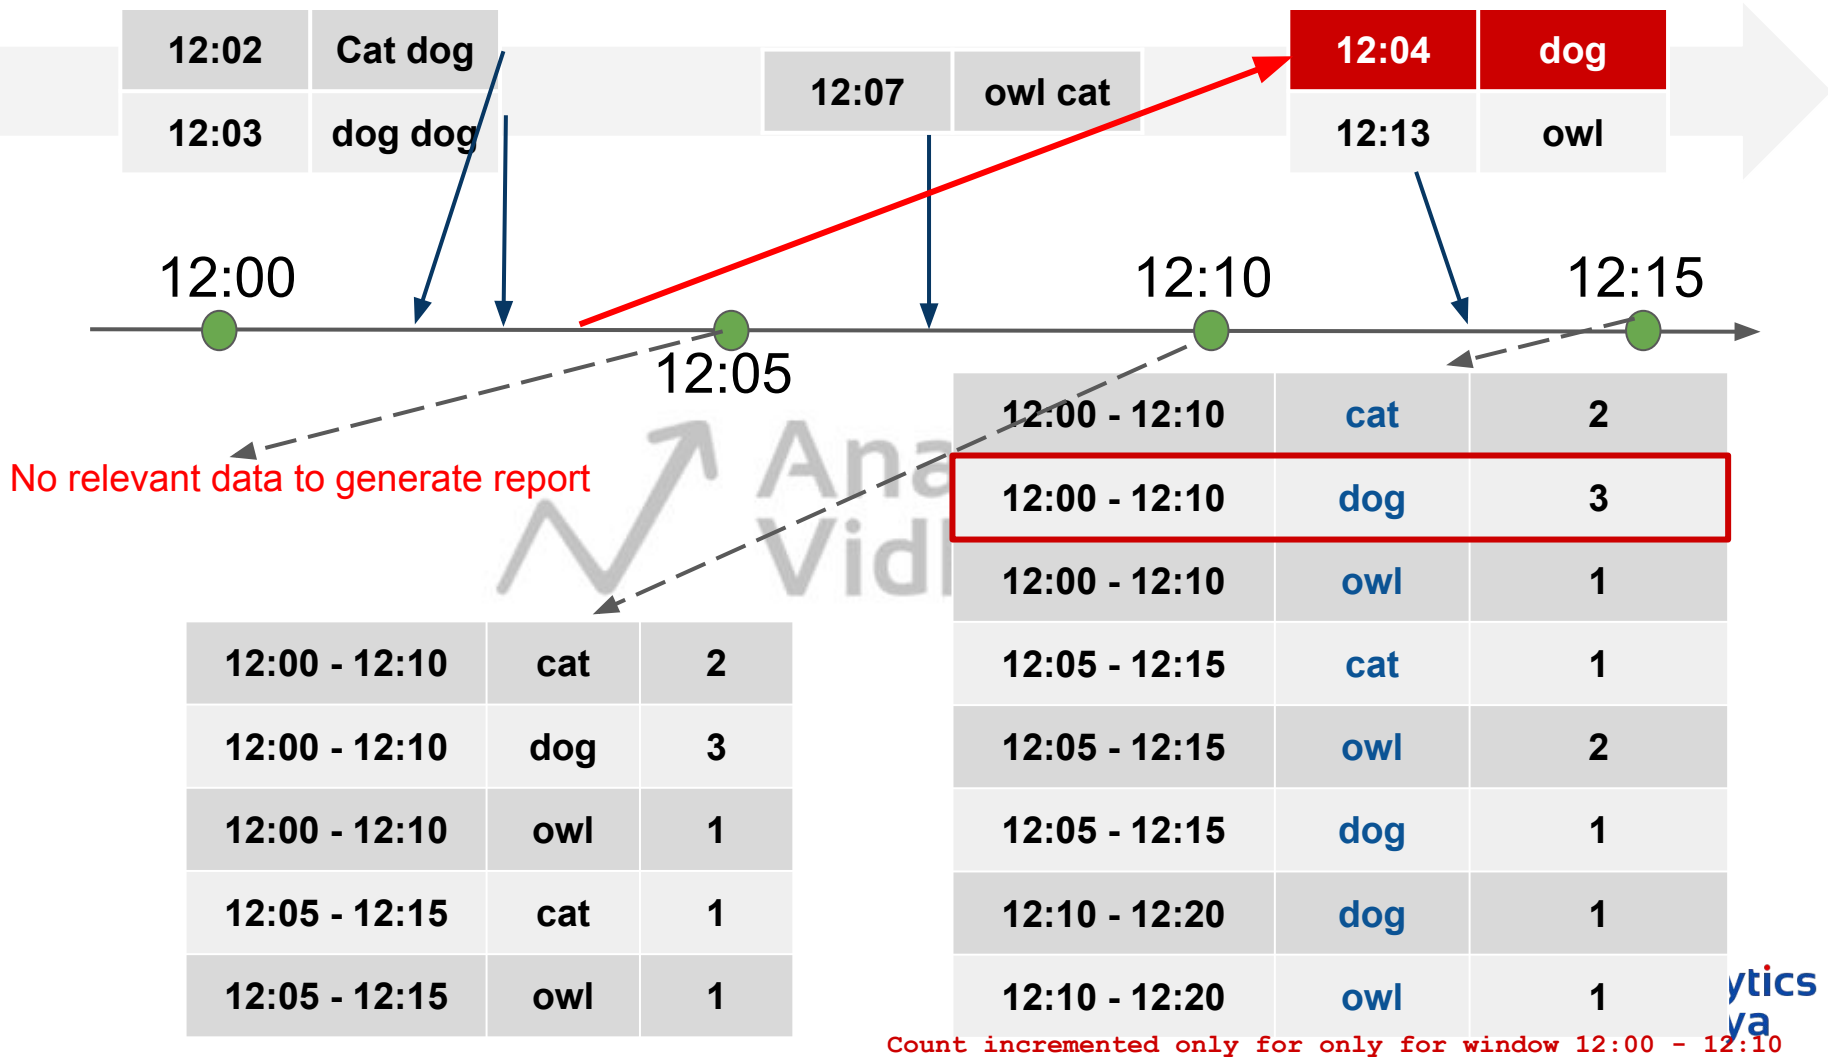 12:02 Cat dog
12:03 dog dog
12:07 owl cat
12:04 dog
12:13 owl
12:00
12:05
12:10
12:15
No relevant data to generate report
12:00 - 12:10 cat 2
12:00 - 12:10 dog 3
12:00 - 12:10 owl 1
12:05 - 12:15 cat 1
12:05 - 12:15 owl 1
12:00 - 12:10 cat 2
12:00 - 12:10 dog 3
12:00 - 12:10 owl 1
12:05 - 12:15 cat 1
12:05 - 12:15 owl 2
12:05 - 12:15 dog 1
12:10 - 12:20 dog 1
12:10 - 12:20 owl 1
Count incremented only for only for window 12:00 - 12:10